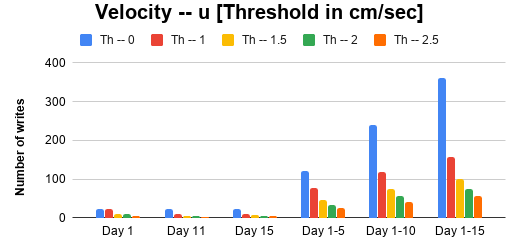 Velocity -- u [Threshold in cm/sec]
Th -- 0 Th -- 1 Th -- 1.5 Th -- 2 Th -- 2.5
Number of writes
400
300
200
100
0
Day 1 Day 11 Day 15 Day 1-5 Day 1-10 Day 1-15